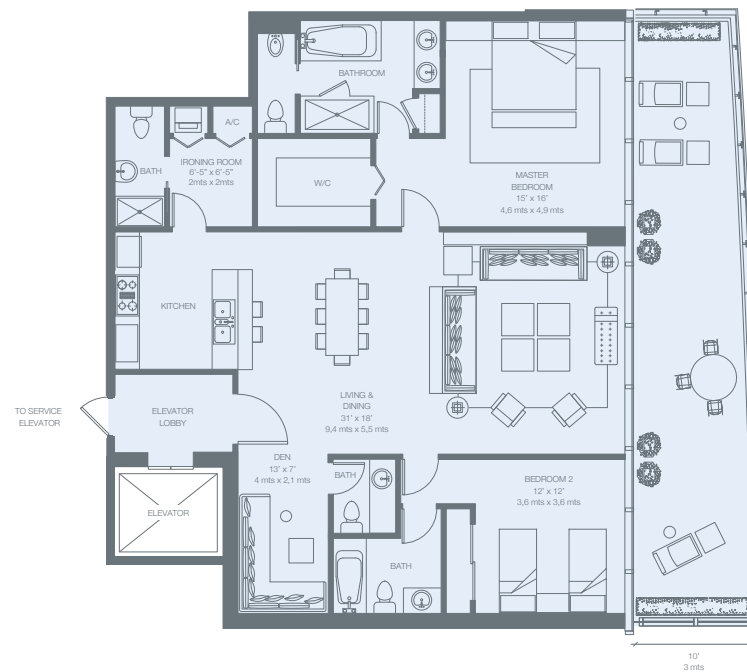 BATHROOM
A/C
IRONING ROOM
6'-5" x 6'-5"
2mts x 2mts
BATH
W/C
MASTER
BEDROOM
15' x 16'
4,6 mts x 4,9 mts
KITCHEN
TO SERVICE
ELEVATOR
ELEVATOR
LOBBY
LIVING &
DINING
31' x 18'
9,4 mts x 5,5 mts
DEN
13' x 7'
4 mts x 2,1 mts
BATH
BEDROOM 2
12' x 12'
3,6 mts x 3,6 mts
ELEVATOR
BATH
10'
3 mts